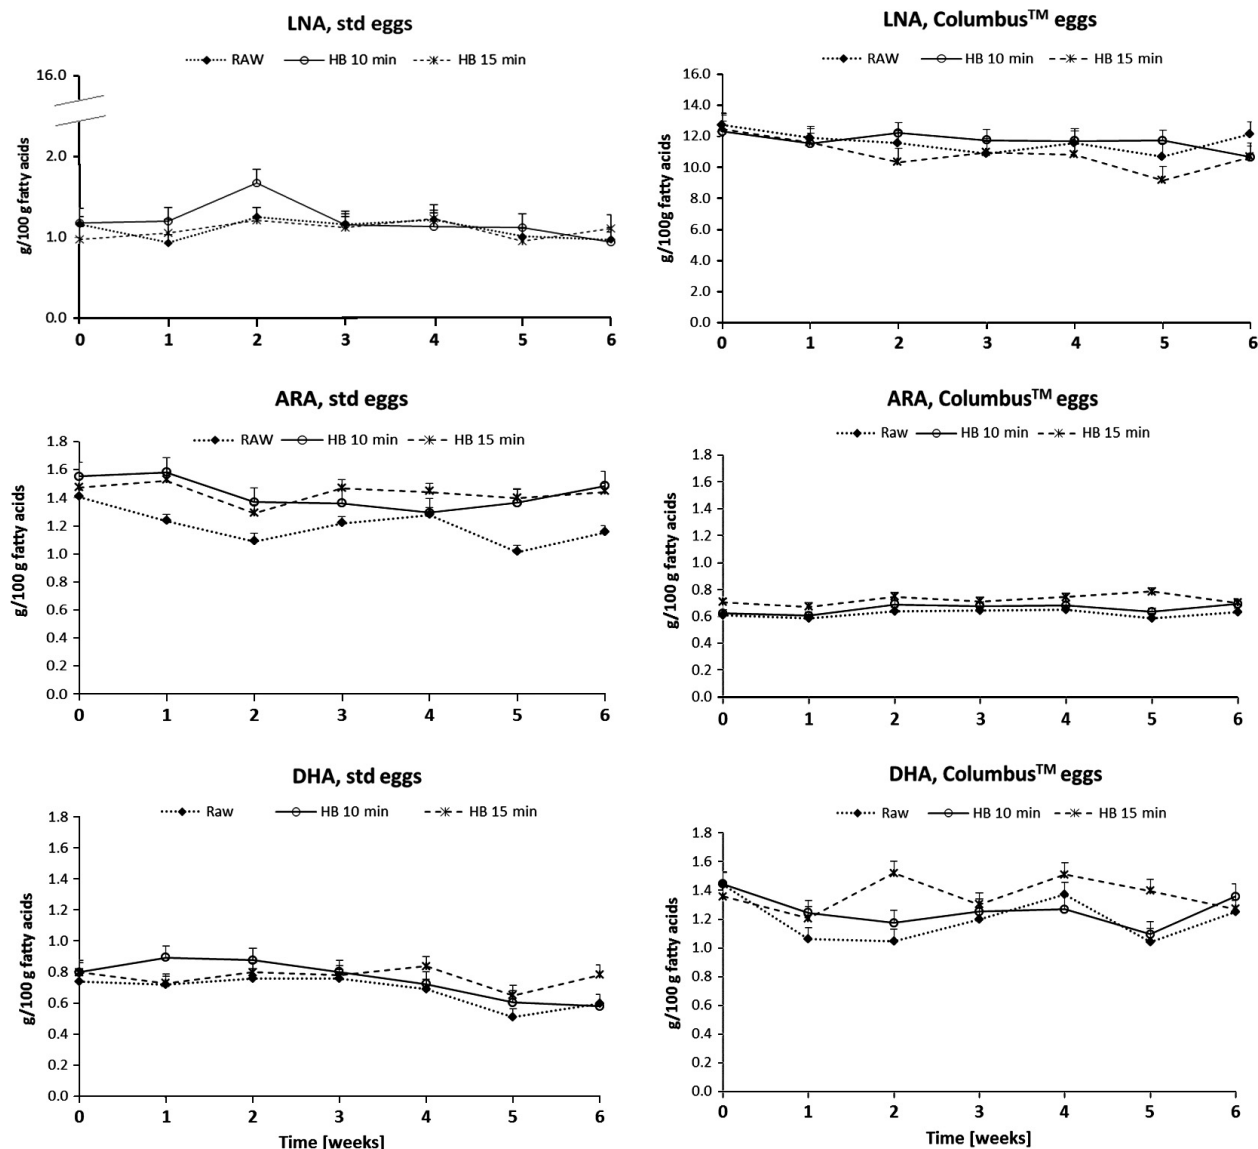 LNA, std eggs
RAW HB 10 min HB 15 min
g/100 g fatty acids
16.0
2.0
1.0
0.0
0 1 2 3 4 5 6
LNA, Columbus™ eggs
RAW HB 10 min HB 15 min
g/100g fatty acids
16.0
14.0
12.0
10.0
8.0
6.0
4.0
2.0
0.0
0 1 2 3 4 5 6
ARA, std eggs
RAW HB 10 min HB 15 min
g/100 g fatty acids
1.8
1.6
1.4
1.2
1.0
0.8
0.6
0.4
0.2
0.0
0 1 2 3 4 5 6
ARA, Columbus™ eggs
Raw HB 10 min HB 15 min
g/100 g fatty acids
1.8
1.6
1.4
1.2
1.0
0.8
0.6
0.4
0.2
0.0
0 1 2 3 4 5 6
DHA, std eggs
Raw HB 10 min HB 15 min
g/100 g fatty acids
1.8
1.6
1.4
1.2
1.0
0.8
0.6
0.4
0.2
0.0
0 1 2 3 4 5 6
Time [weeks]
DHA, Columbus™ eggs
Raw HB 10 min HB 15 min
g/100 g fatty acids
1.8
1.6
1.4
1.2
1.0
0.8
0.6
0.4
0.2
0.0
0 1 2 3 4 5 6
Time [weeks]